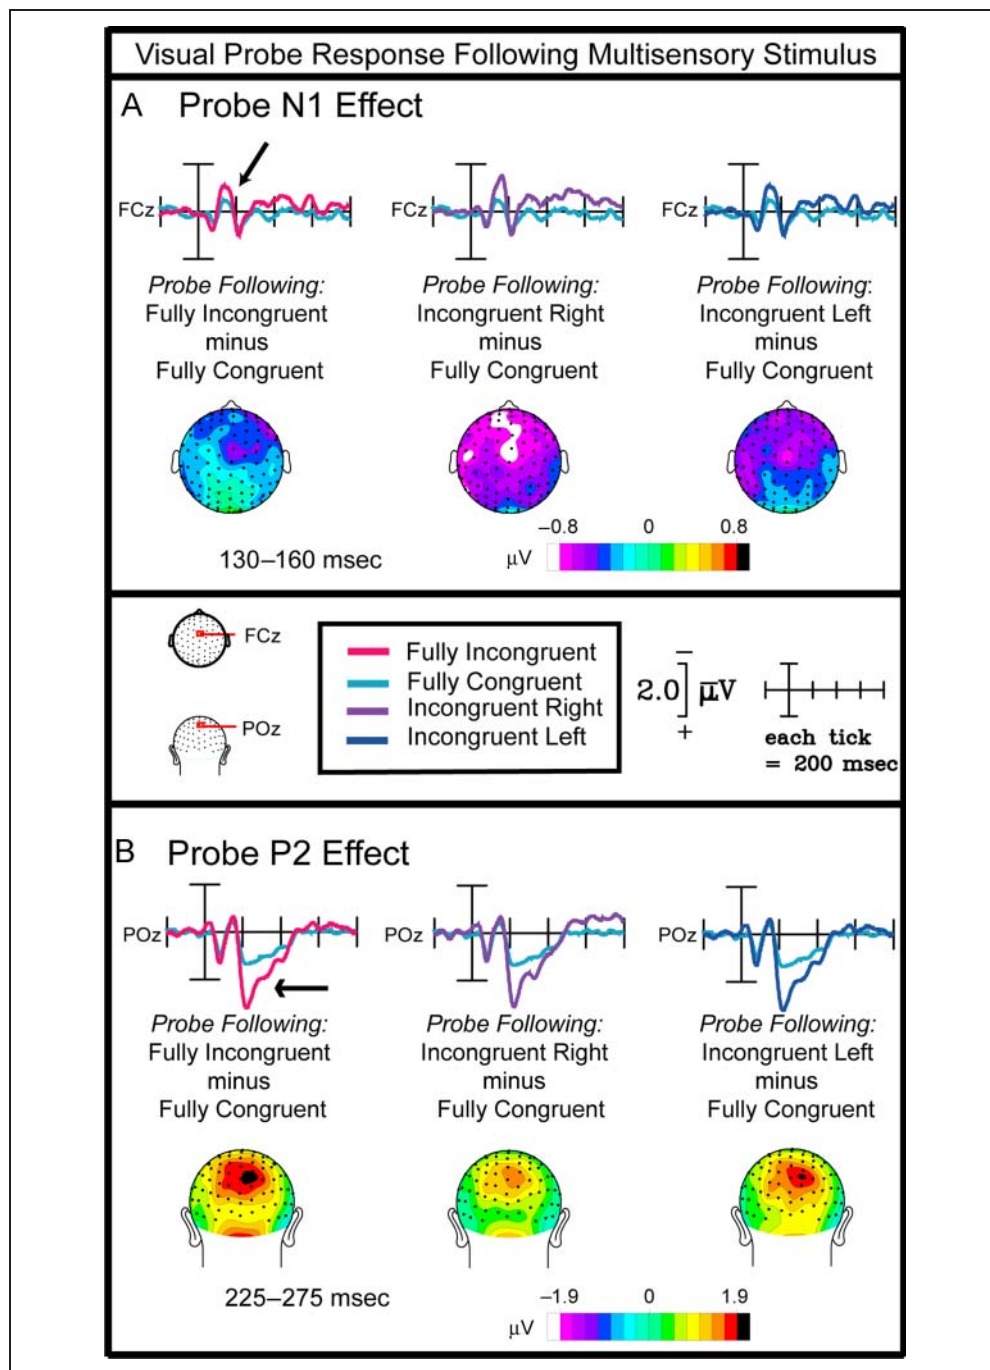 Visual Probe Response Following Multisensory Stimulus
A Probe N1 Effect
FCz
FCz
FCz
Probe Following:
Fully Incongruent
minus
Fully Congruent
Probe Following:
Incongruent Right
minus
Fully Congruent
Probe Following:
Incongruent Left
minus
Fully Congruent
130–160 msec
–0.8 0 0.8
μV
FCz
POz
Fully Incongruent
Fully Congruent
Incongruent Right
Incongruent Left
–
2.0 μV
+
each tick
= 200 msec
B Probe P2 Effect
POz
POz
POz
Probe Following:
Fully Incongruent
minus
Fully Congruent
Probe Following:
Incongruent Right
minus
Fully Congruent
Probe Following:
Incongruent Left
minus
Fully Congruent
225–275 msec
–1.9 0 1.9
μV